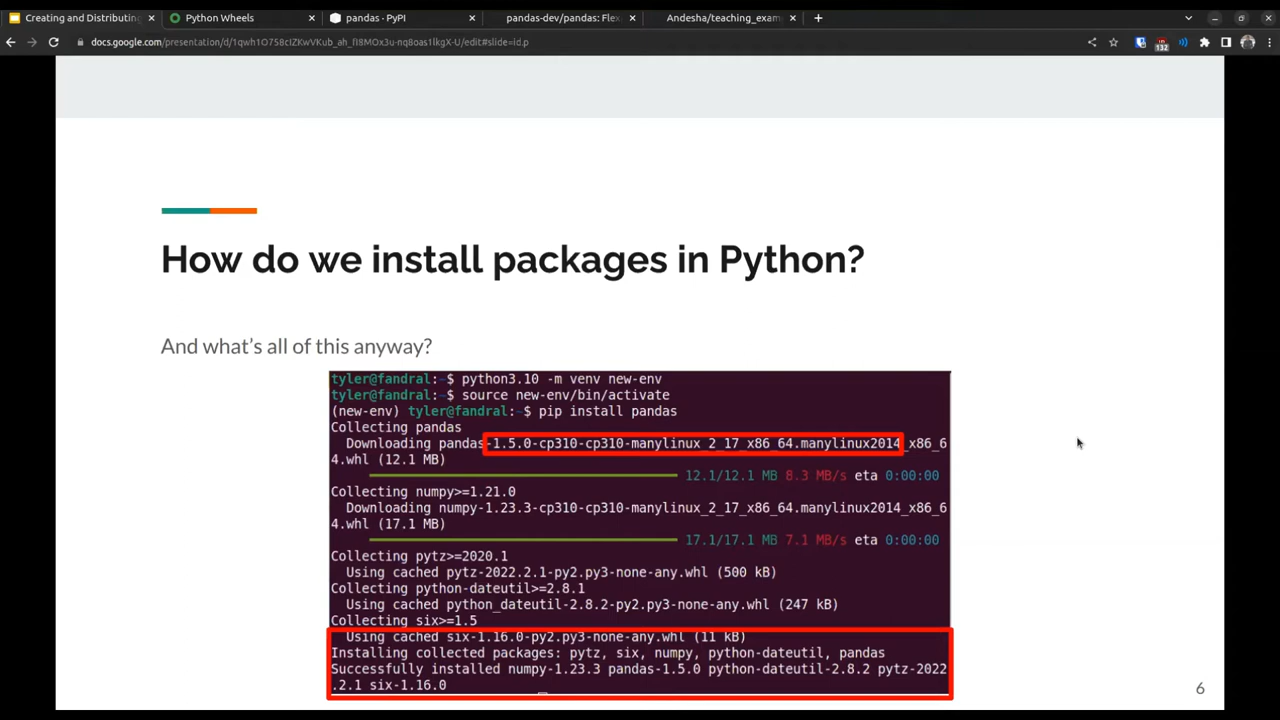 Creating and Distributing
Python Wheels
pandas · PyPI
pandas-dev/pandas: Flex
Andesha/teaching_exam
docs.google.com/presentation/d/1qwh1O758cIZKwVKub_ah_fI8MOx3u-nq8oas1lkgX-U/edit#slide=id.p
132
How do we install packages in Python?
And what's all of this anyway?
tyler@fandral:~$ python3.10 -m venv new-env
tyler@fandral:~$ source new-env/bin/activate
(new-env) tyler@fandral:~$ pip install pandas
Collecting pandas
Downloading pandas-1.5.0-cp310-cp310-manylinux_2_17_x86_64.manylinux2014_x86_6
4.whl (12.1 MB)
12.1/12.1 MB 8.3 MB/s eta 0:00:00
Collecting numpy>=1.21.0
Downloading numpy-1.23.3-cp310-cp310-manylinux_2_17_x86_64.manylinux2014_x86_6
4.whl (17.1 MB)
17.1/17.1 MB 7.1 MB/s eta 0:00:00
Collecting pytz>=2020.1
Using cached pytz-2022.2.1-py2.py3-none-any.whl (500 kB)
Collecting python-dateutil>=2.8.1
Using cached python_dateutil-2.8.2-py2.py3-none-any.whl (247 kB)
Collecting six>=1.5
Using cached six-1.16.0-py2.py3-none-any.whl (11 kB)
Installing collected packages: pytz, six, numpy, python-dateutil, pandas
Successfully installed numpy-1.23.3 pandas-1.5.0 python-dateutil-2.8.2 pytz-2022
.2.1 six-1.16.0
6